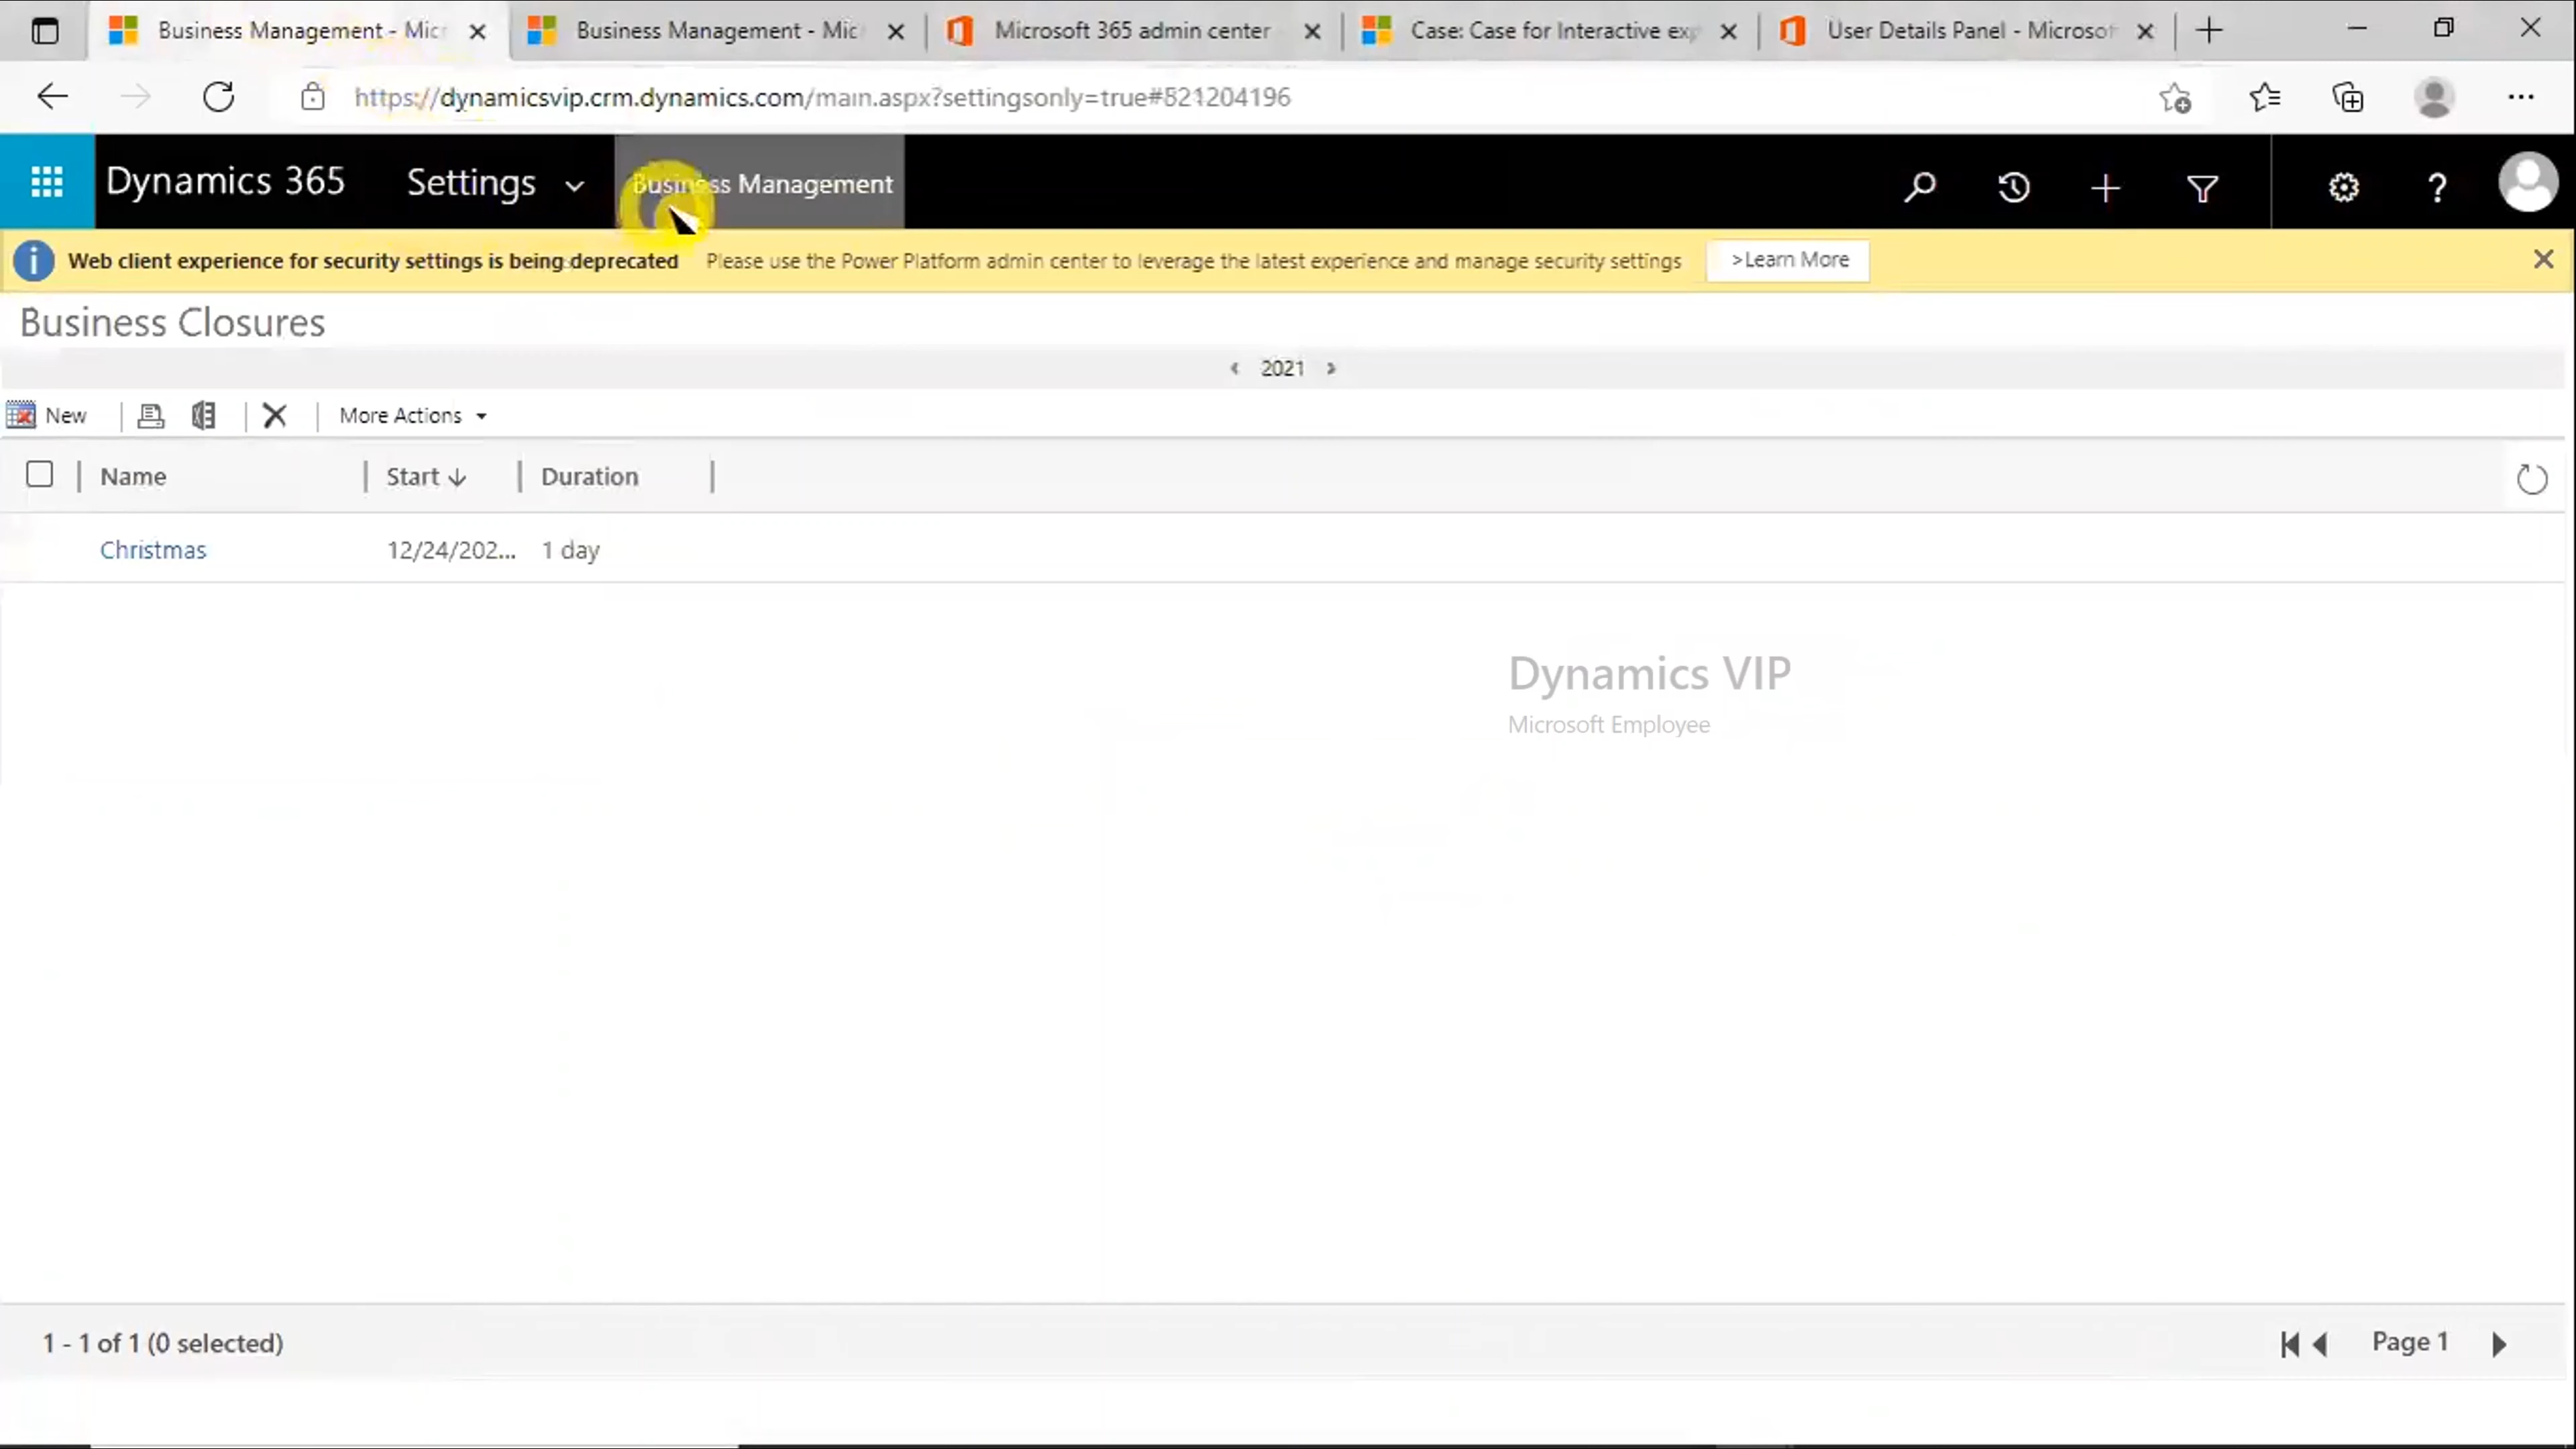 Business Management - Micr
Business Management - Mic
Microsoft 365 admin center
Case: Case for Interactive exp
User Details Panel - Microsof
https://dynamicsvip.crm.dynamics.com/main.aspx?settingsonly=true#821204196
Dynamics 365 Settings Business Management
Web client experience for security settings is being deprecated Please use the Power Platform admin center to leverage the latest experience and manage security settings >Learn More
Business Closures
2021
New More Actions
Name Start Duration
Christmas 12/24/202... 1 day
Dynamics VIP
Microsoft Employee
1 - 1 of 1 (0 selected) Page 1